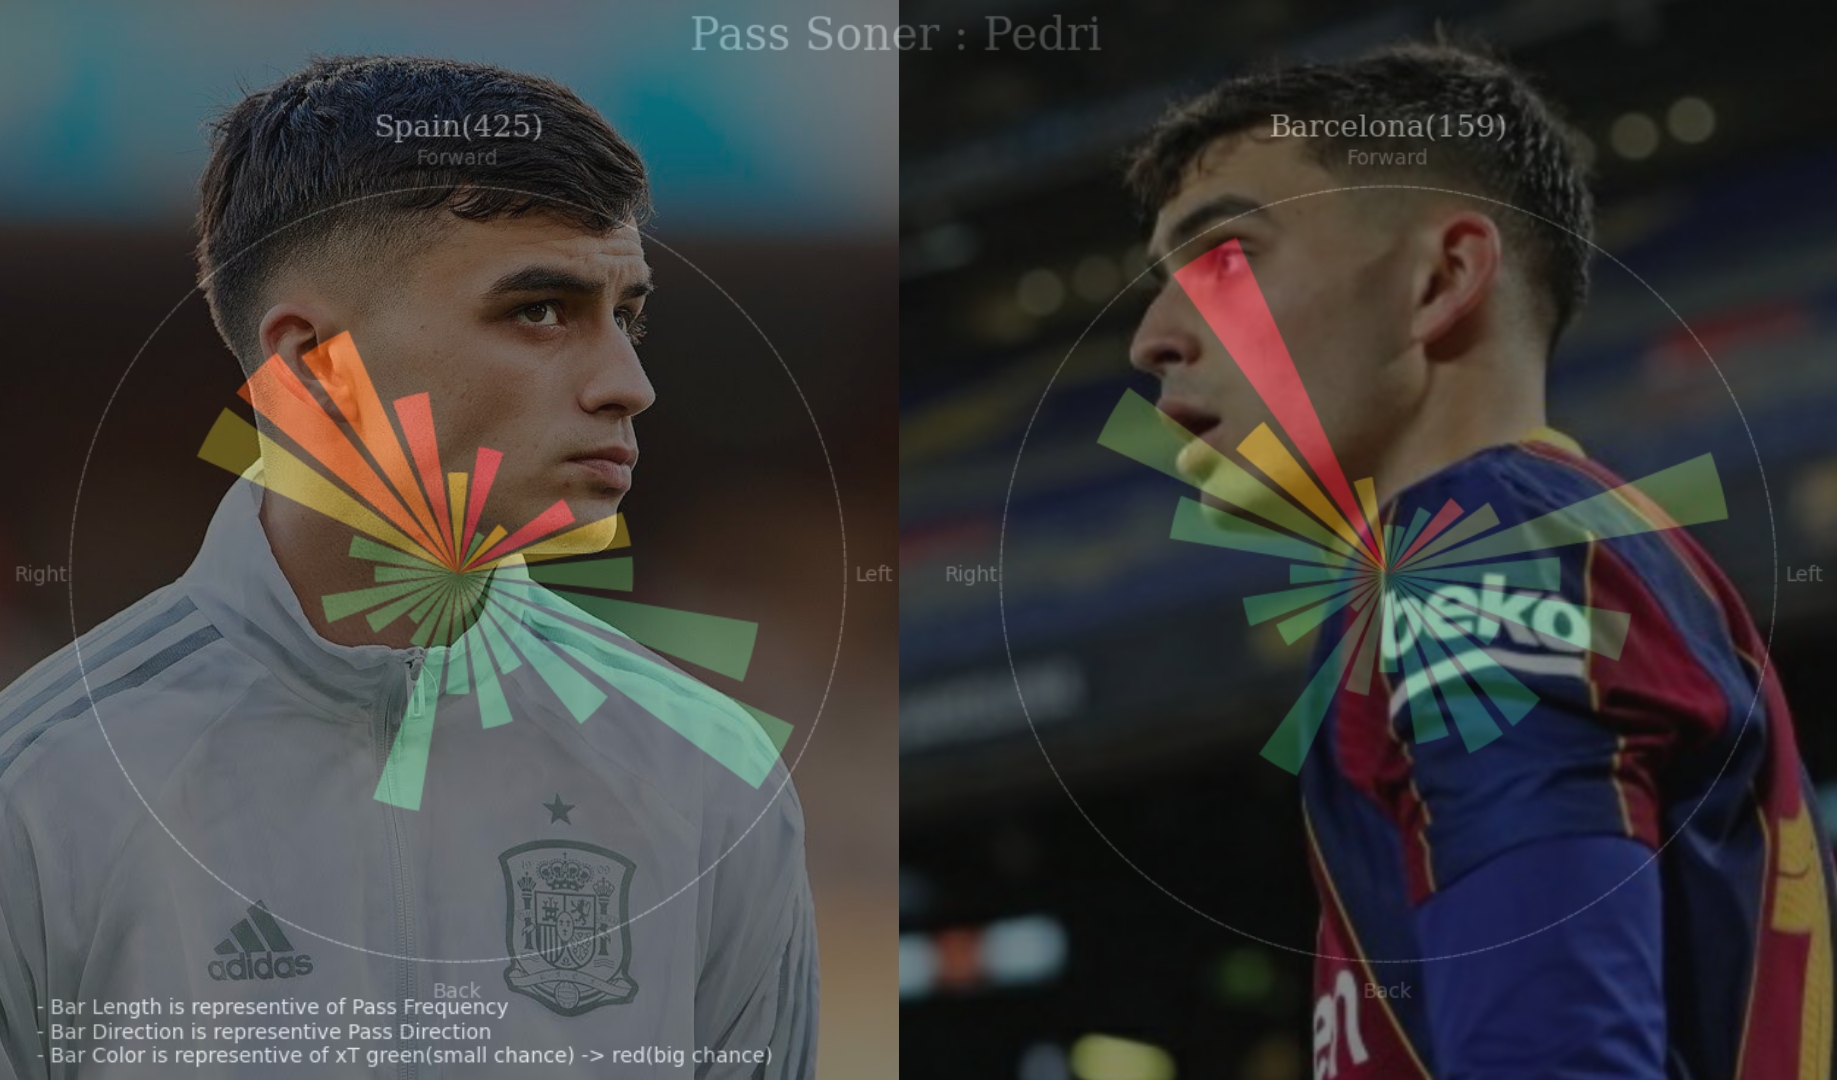 Pass Soner : Pedri
Spain(425)
Forward
Right
Left
Back
- Bar Length is representive of Pass Frequency
- Bar Direction is representive Pass Direction
- Bar Color is representive of xT green(small chance) -> red(big chance)
adidas
Barcelona(159)
Forward
Right
Left
Back
beko
en